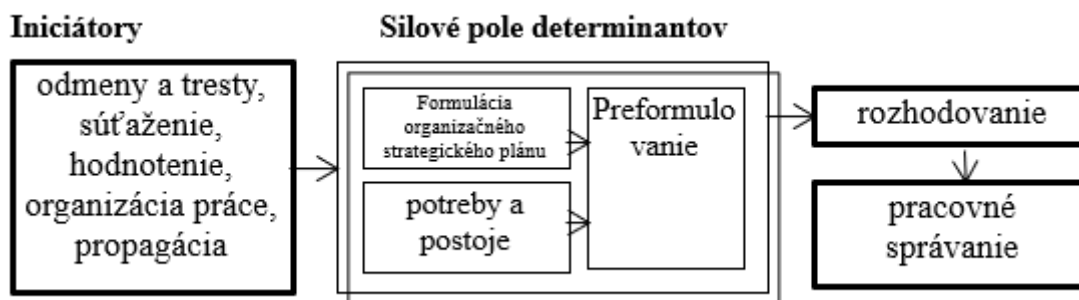 Iniciátory
Silové pole determinantov
odmeny a tresty,
súťaženie,
hodnotenie,
organizácia práce,
propagácia
Formulácia
organizačného
strategického plánu
potreby a
postoje
Preformulo
vanie
rozhodovanie
pracovné
správanie